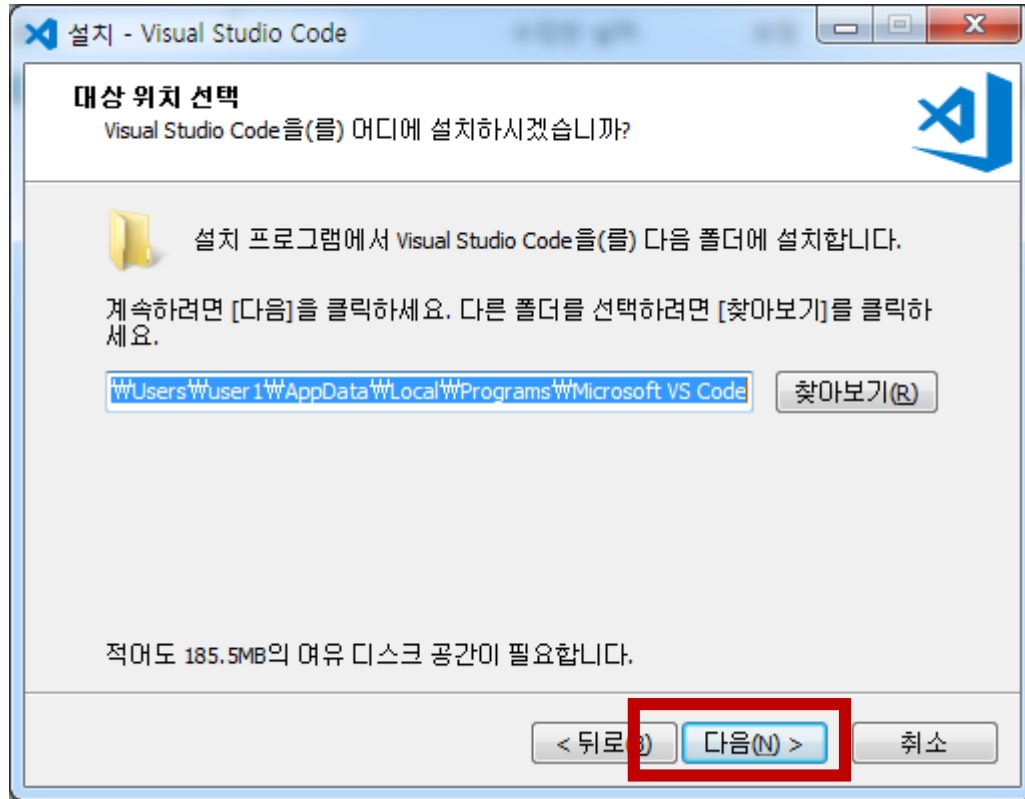 설치 - Visual Studio Code
대상 위치 선택
Visual Studio Code을(를) 어디에 설치하시겠습니까?
설치 프로그램에서 Visual Studio Code을(를) 다음 폴더에 설치합니다.
계속하려면 [다음]을 클릭하세요. 다른 폴더를 선택하려면 [찾아보기]를 클릭하
세요.
₩Users₩user1₩AppData₩Local₩Programs₩Microsoft VS Code 찾아보기(R)
적어도 185.5MB의 여유 디스크 공간이 필요합니다.
< 뒤로 다음(N) > 취소